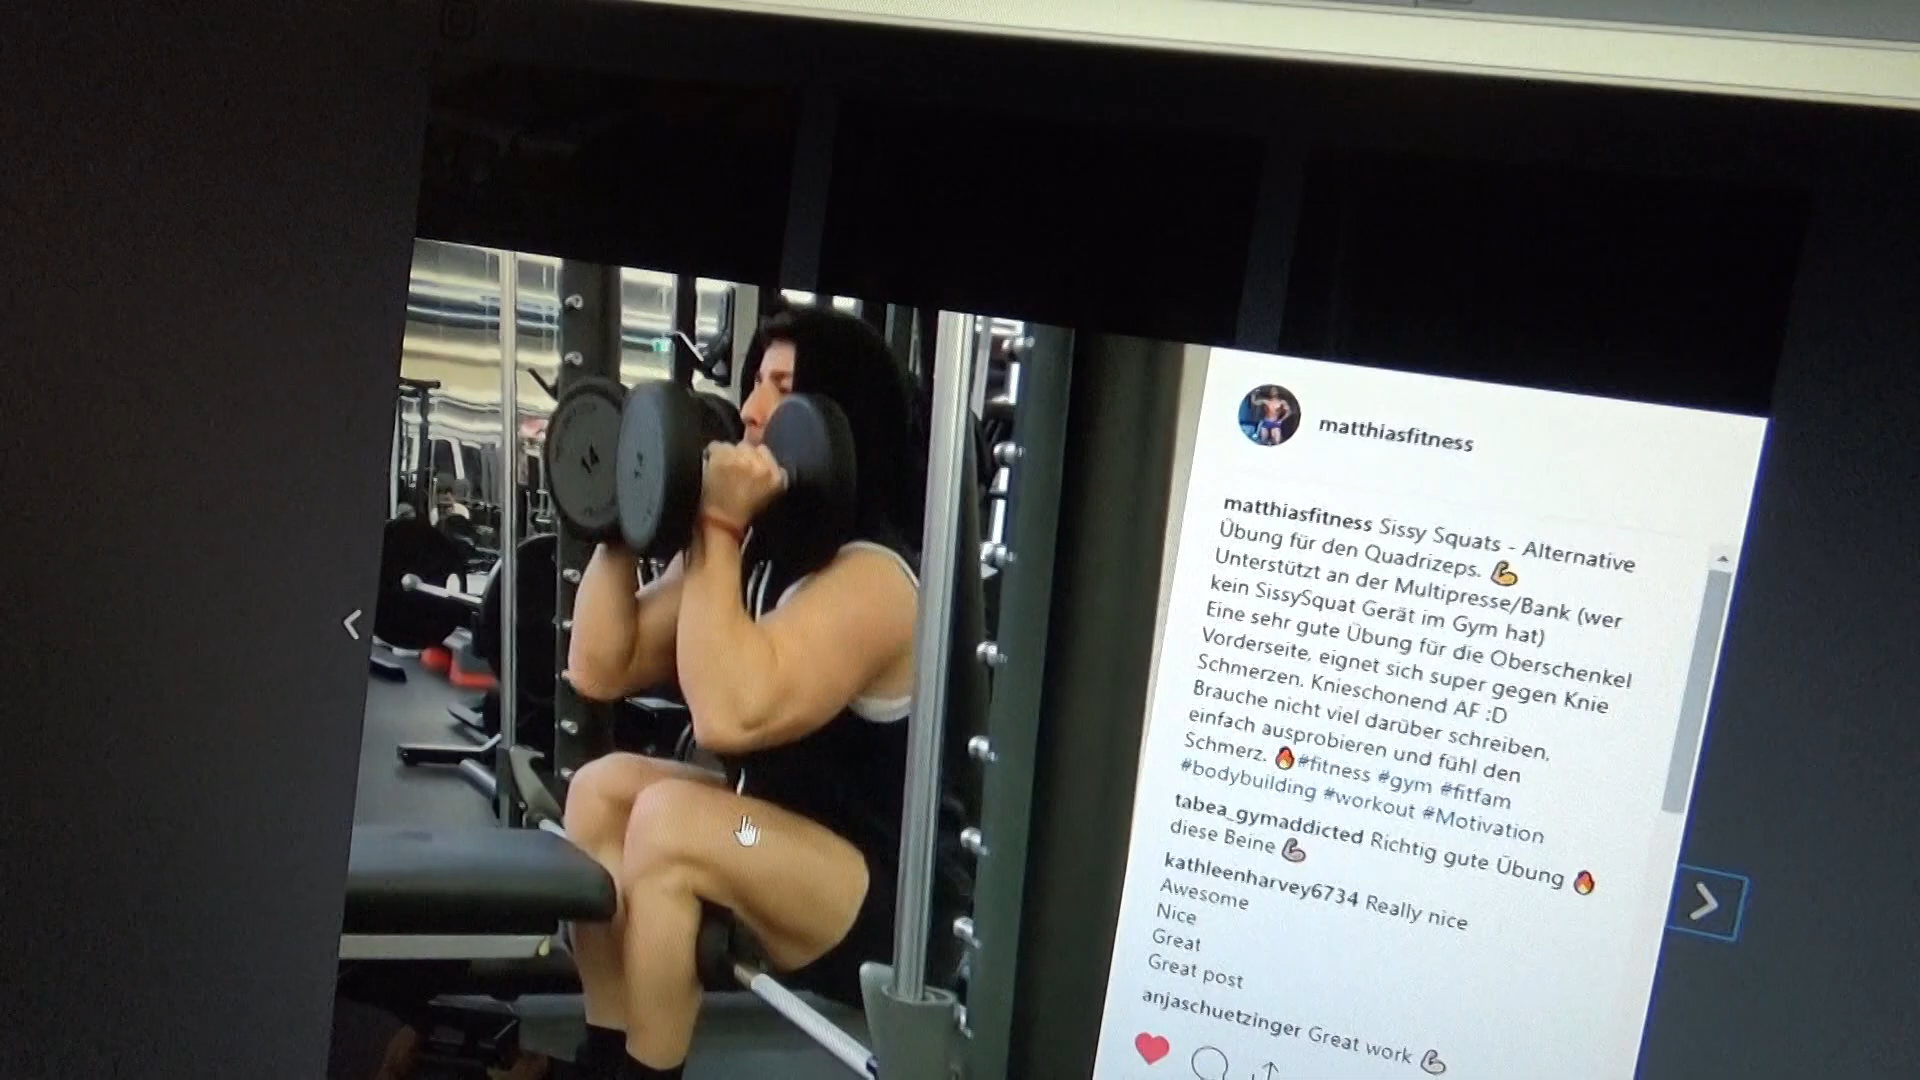 14
14
matthiasfitness
matthiasfitness Sissy Squats - Alternative
Übung für den Quadrizeps. 💪
Unterstützt an der Multipresse/Bank (wer
kein SissySquat Gerät im Gym hat)
Eine sehr gute Übung für die Oberschenkel
Vorderseite, eignet sich super gegen Knie
Schmerzen. Knieschonend AF :D
Brauche nicht viel darüber schreiben,
einfach ausprobieren und fühl den
Schmerz. 🔥#fitness #gym #fitfam
#bodybuilding #workout #Motivation
tabea_gymaddicted Richtig gute Übung 🔥
diese Beine 💪
kathleenharvey6734 Really nice
Awesome
Nice
Great
Great post
anjaschuetzinger Great work 💪